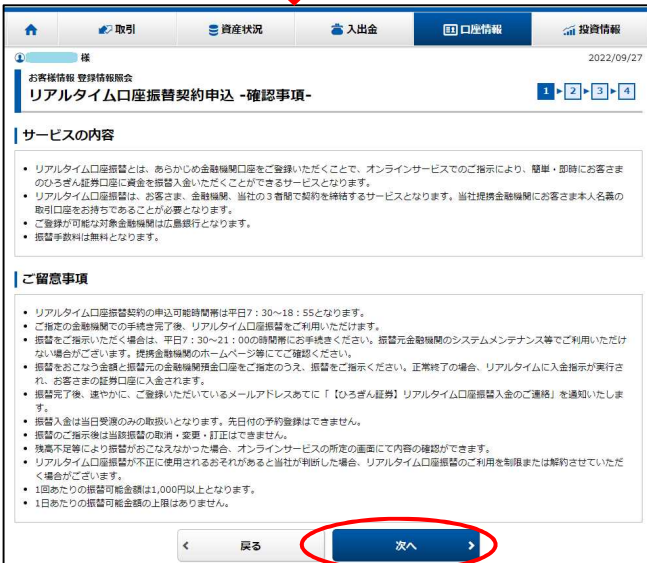 取引 資産状況 入出金 口座情報 投資情報
様 2022/09/27
お客様情報 登録情報照会
リアルタイム口座振替契約申込 -確認事項-
1 2 3 4
サービスの内容
• リアルタイム口座振替とは、あらかじめ金融機関口座をご登録いただくことで、オンラインサービスでのご指示により、簡単・即時にお客さま
のひろぎん証券口座に資金を振替入金いただくことができるサービスとなります。
• リアルタイム口座振替は、お客さま、金融機関、当社の3者間で契約を締結するサービスとなります。当社提携金融機関にお客さま本人名義の
取引口座をお持ちであることが必要となります。
• ご登録が可能な対象金融機関は広島銀行となります。
• 振替手数料は無料となります。
ご留意事項
• リアルタイム口座振替契約の申込可能時間帯は平日7:30~18:55となります。
• ご指定の金融機関での手続き完了後、リアルタイム口座振替をご利用いただけます。
• 振替をご指示いただく場合は、平日7:30~21:00の時間帯にお手続きください。振替元金融機関のシステムメンテナンス等でご利用いただけ
ない場合がございます。提携金融機関のホームページ等にてご確認ください。
• 振替をおこなう金額と振替元の金融機関預金口座をご指定のうえ、振替をご指示ください。正常終了の場合、リアルタイムに入金指示が実行さ
れ、お客さまの証券口座に入金されます。
• 振替完了後、速やかに、ご登録いただいているメールアドレスあてに「【ひろぎん証券】リアルタイム口座振替入金のご連絡」を通知いたしま
す。
• 振替入金は当日受渡のみの取扱いとなります。先日付の予約登録はできません。
• 振替のご指示後は当該振替の取消・変更・訂正はできません。
• 残高不足等により振替がおこなえなかった場合、オンラインサービスの所定の画面にて内容の確認ができます。
• リアルタイム口座振替が不正に使用されるおそれがあると当社が判断した場合、リアルタイム口座振替のご利用を制限または解約させていただ
く場合がございます。
• 1回あたりの振替可能金額は1,000円以上となります。
• 1日あたりの振替可能金額の上限はありません。
戻る 次へ